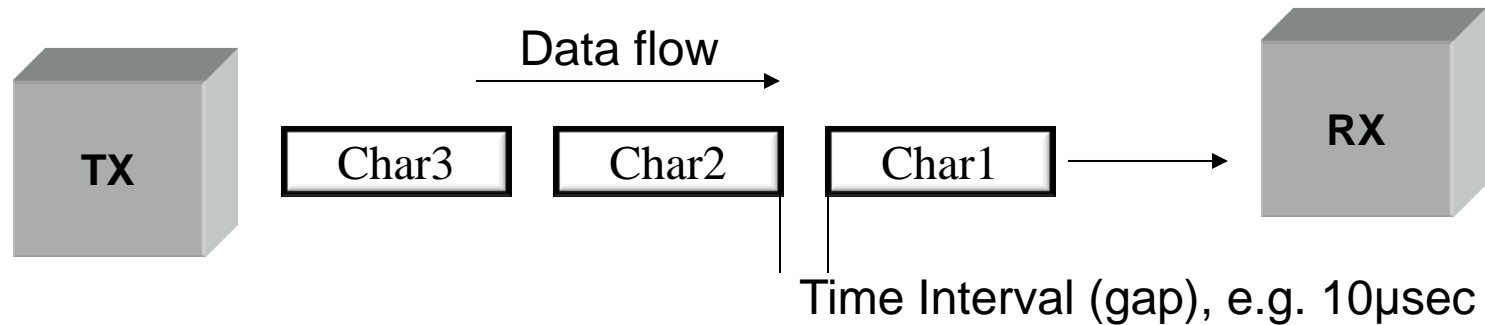 Data flow
TX
Char3
Char2
Char1
RX
Time Interval (gap), e.g. 10µsec